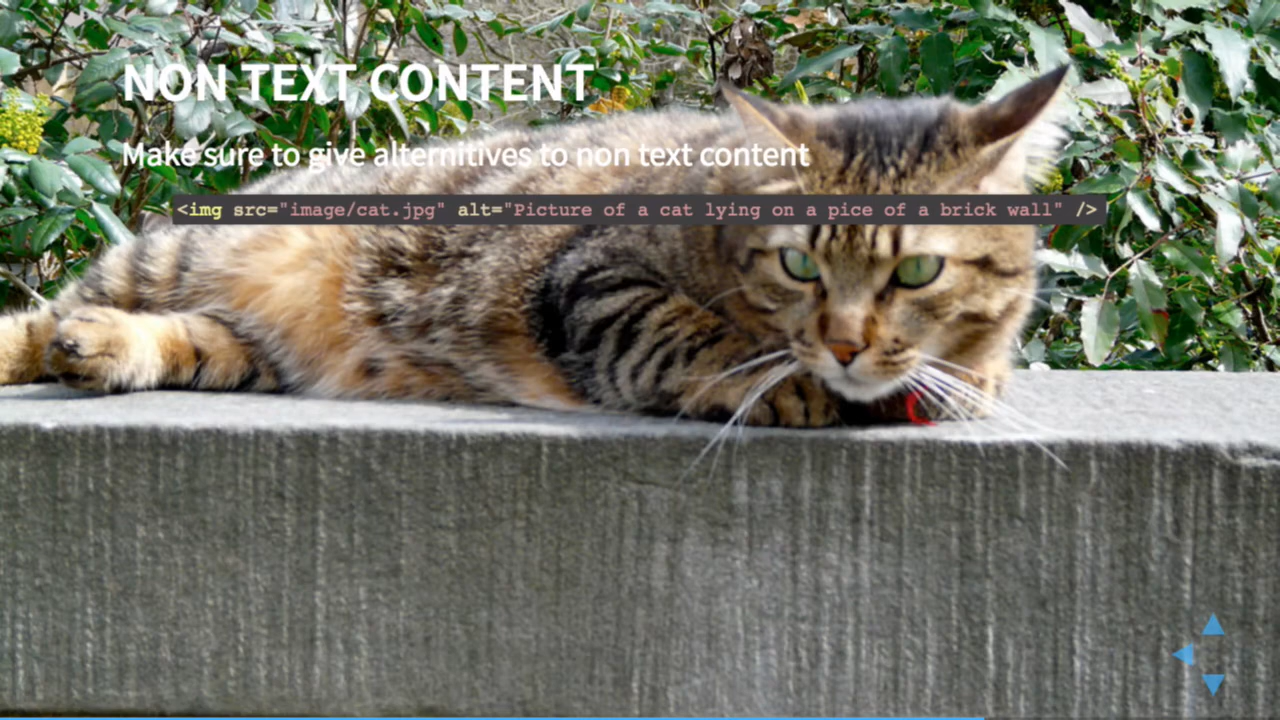 NON TEXT CONTENT
Make sure to give alternitives to non text content
<img src="image/cat.jpg" alt="Picture of a cat lying on a pice of a brick wall" />